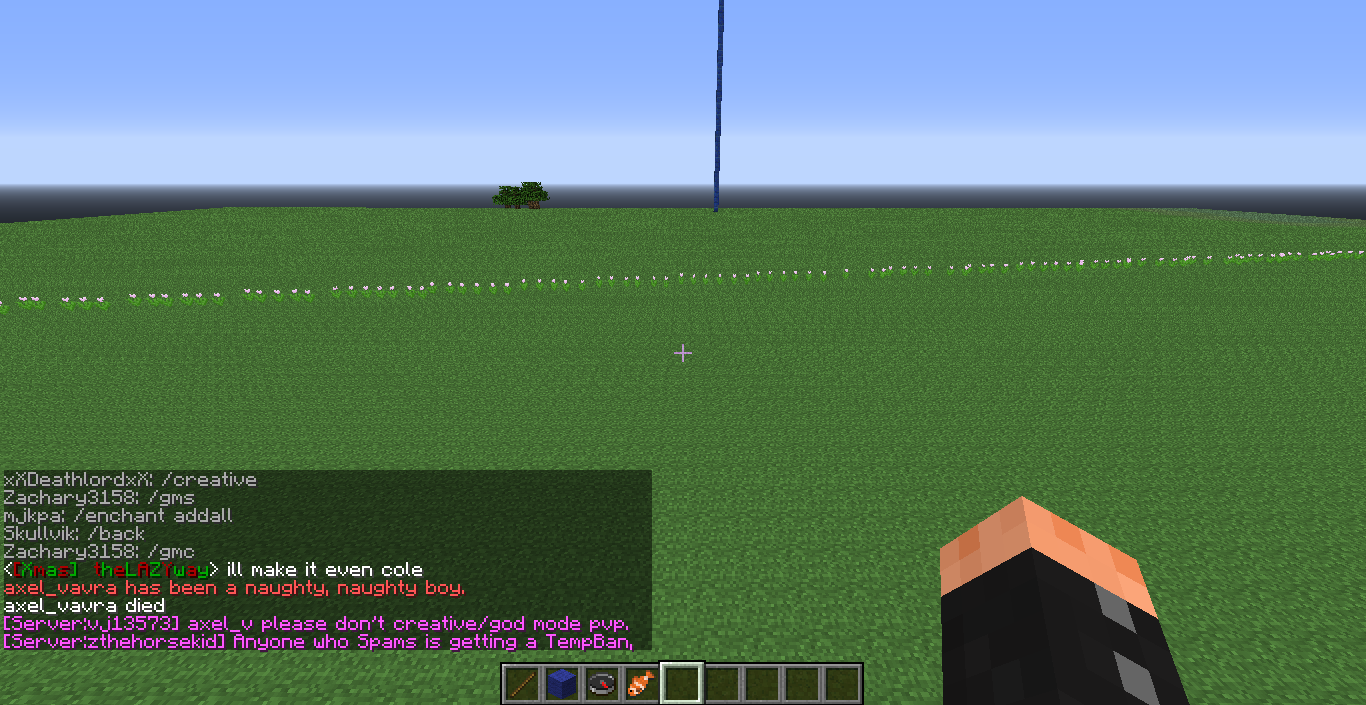 xXDeathlordxX: /creative
Zachary3158: /gms
mjkpa: /enchant addall
Skullvik: /back
Zachary3158: /gmc
<[Xmas] theLAZYway> ill make it even cole
axel_vavra has been a naughty, naughty boy.
axel_vavra died
[Server:vj13573] axel_v please don't creative/god mode pvp.
[Server:zthehorsekid] Anyone who Spams is getting a TempBan,